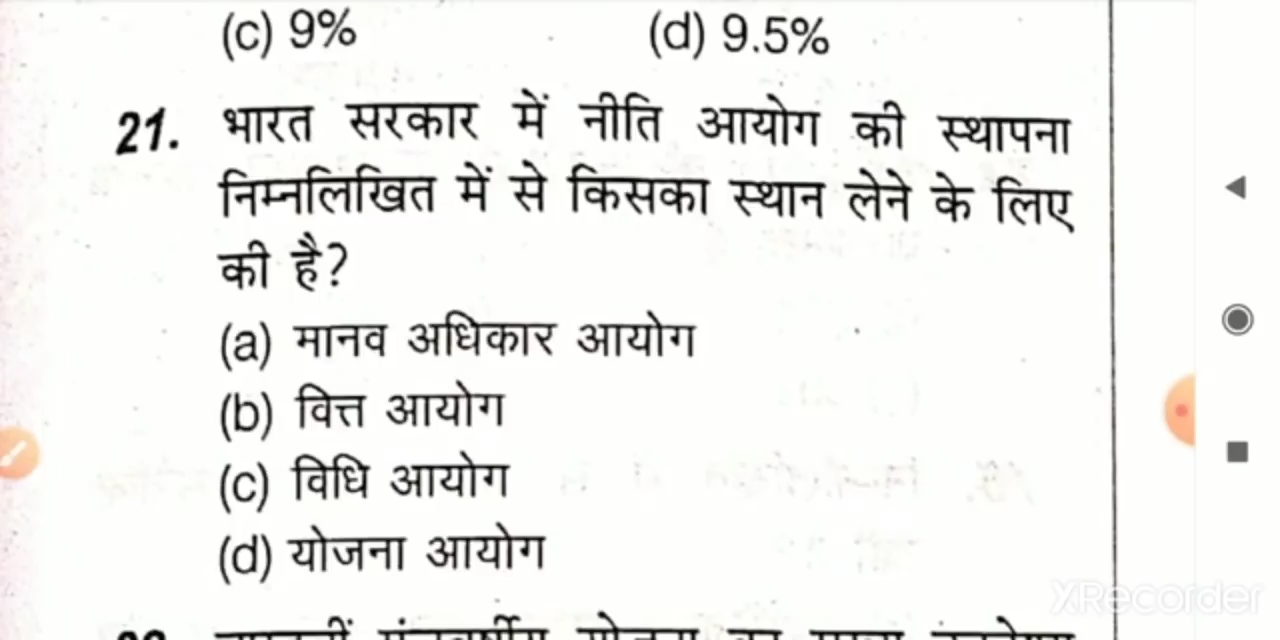 (c) 9% (d) 9.5%
21. भारत सरकार में नीति आयोग की स्थापना
निम्नलिखित में से किसका स्थान लेने के लिए
की है?
(a) मानव अधिकार आयोग
(b) वित्त आयोग
(c) विधि आयोग
(d) योजना आयोग
XRecorder